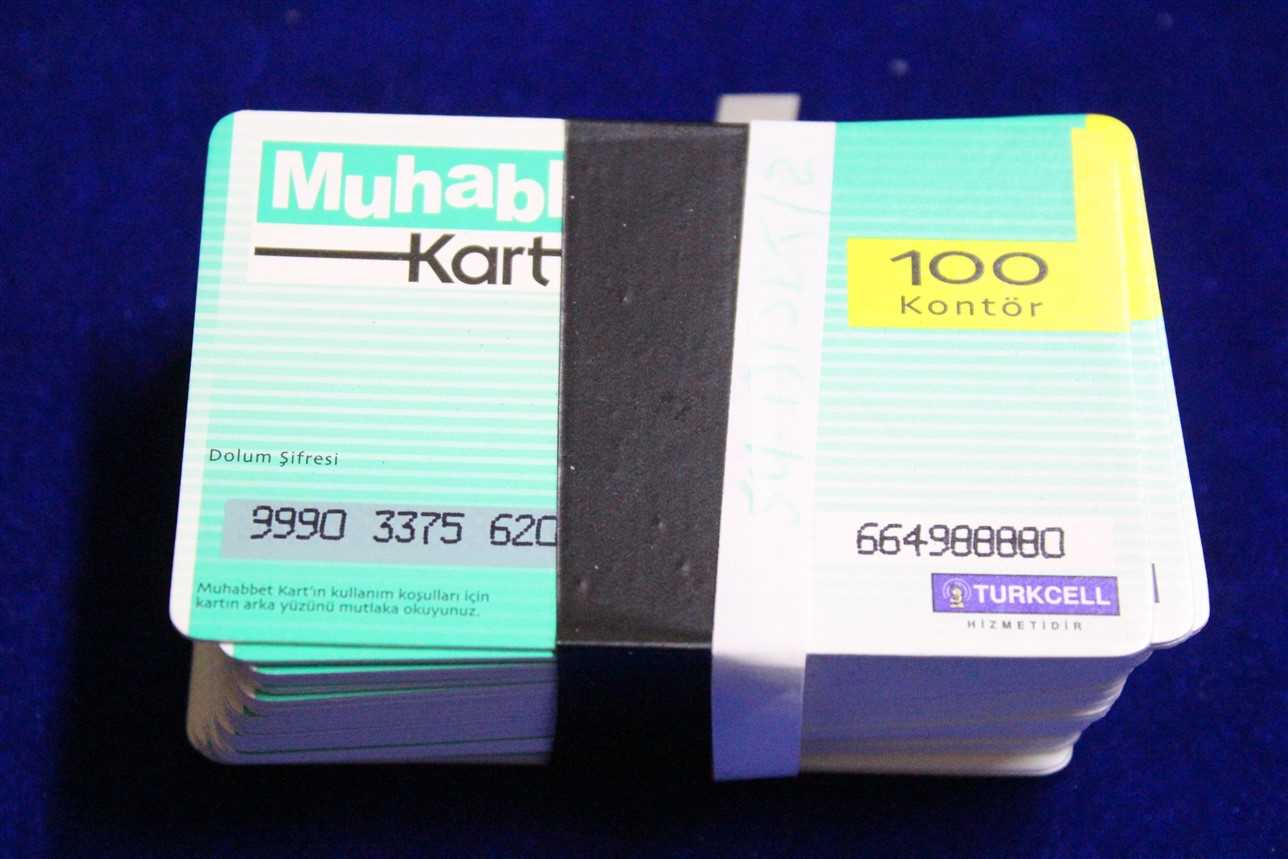 Muhabb
Kart
100
Kontör
Dolum Şifresi
9990 3375 620
664988880
Muhabbet Kart'ın kullanım koşulları için
kartın arka yüzünü mutlaka okuyunuz.
TURKCELL
HİZMETİDİR